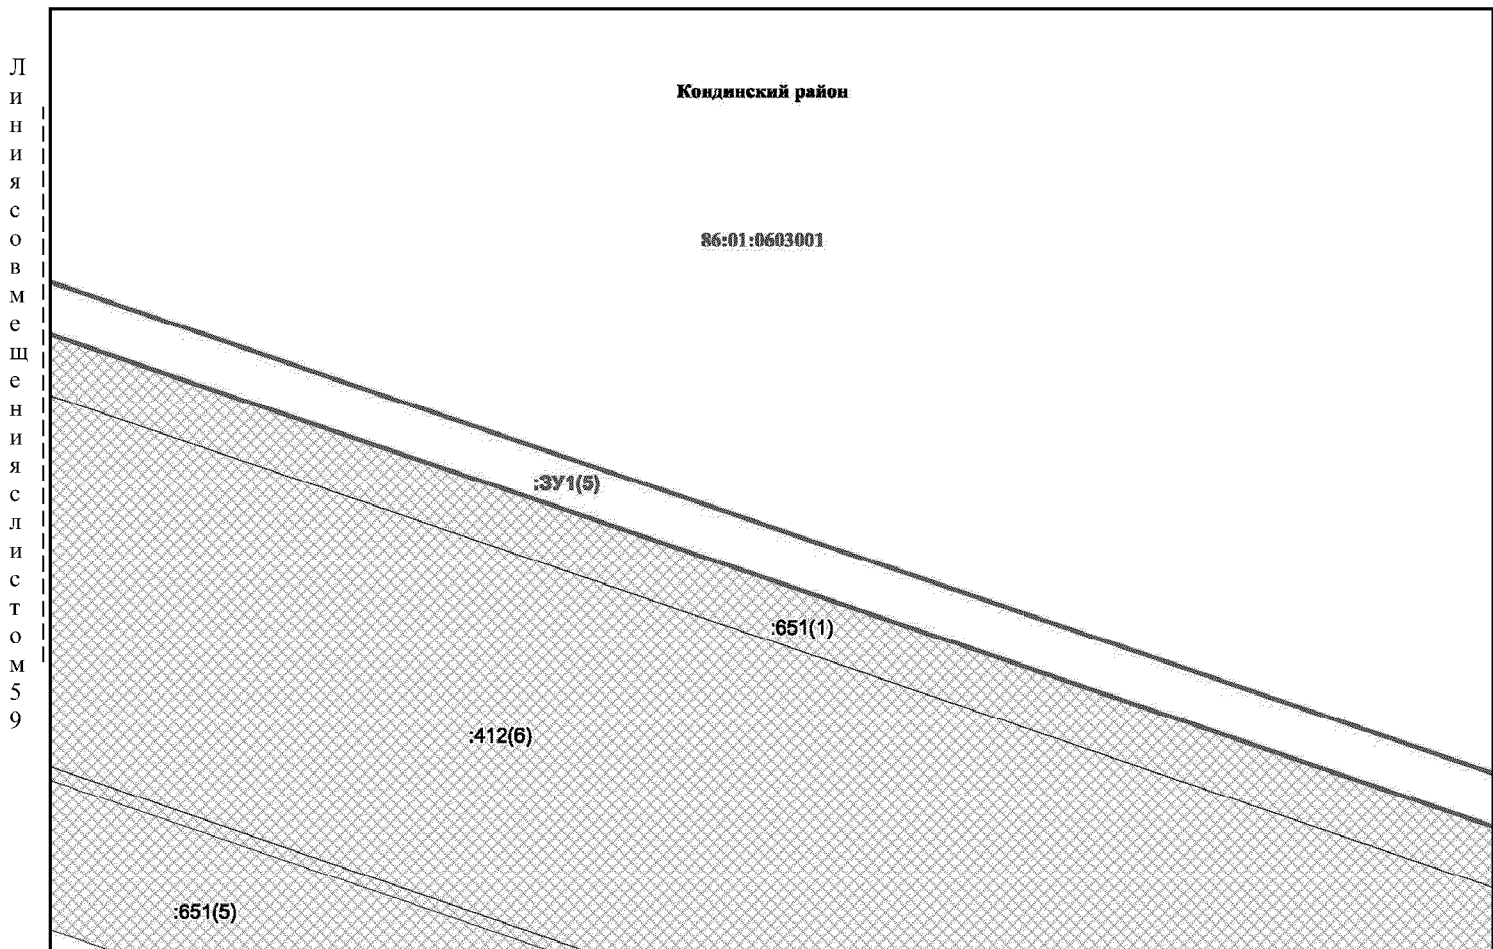 Линия совмещения с листом 59
Кондинский район
86:01:0603001
:ЗУ1(5)
:651(1)
:412(6)
:651(5)